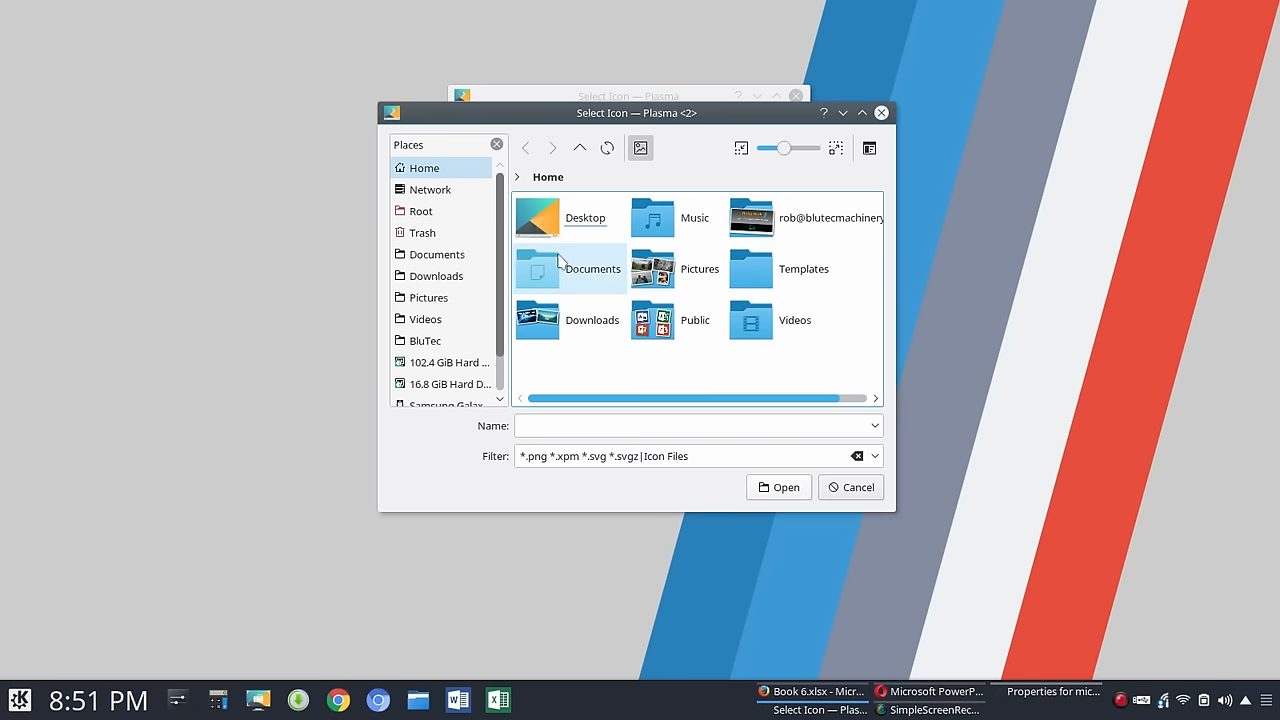 Select Icon — Plasma
Select Icon — Plasma <2>
Places
Home
Network
Root
Trash
Documents
Downloads
Pictures
Videos
BluTec
102.4 GiB Hard ...
16.8 GiB Hard D...
Samsung Galax
Home
Desktop
Music
rob@blutecmachinery
Documents
Pictures
Templates
Downloads
Public
Videos
Name:
Filter: *.png *.xpm *.svg *.svgz|Icon Files
Open
Cancel
8:51 PM
Book 6.xlsx - Micr...
Microsoft PowerP...
Properties for mic...
Select Icon — Plas...
SimpleScreenRec...